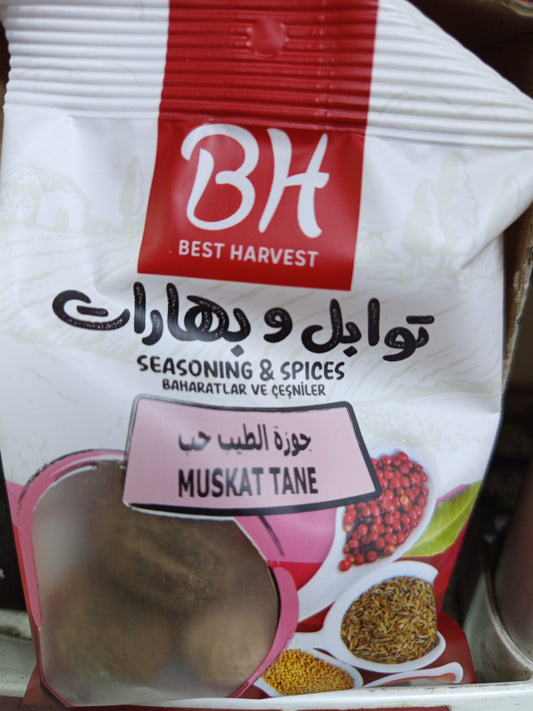 BH
BEST HARVEST
توابل و بهارات
SEASONING & SPICES
BAHARATLAR VE ÇEŞNİLER
جوزة الطيب حب
MUSKAT TANE